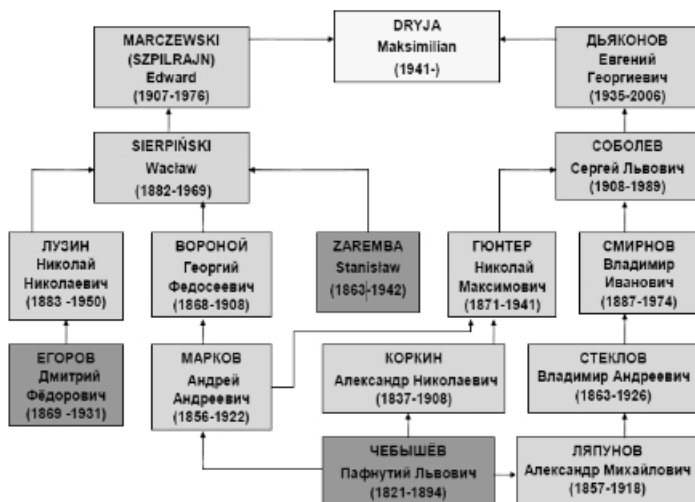 MARCZEWSKI
(SZPILRAJN)
Edward
(1907-1976)
DRYJA
Maksimilian
(1941-)
ДЬЯКОНОВ
Евгений
Георгиевич
(1935-2006)
SIERPIŃSKI
Wacław
(1882-1969)
СОБОЛЕВ
Сергей Львович
(1908-1989)
ЛУЗИН
Николай
Николаевич
(1883 -1950)
ВОРОНОЙ
Георгий
Федосеевич
(1868-1908)
ZAREMBA
Stanisław
(1863-1942)
ГЮНТЕР
Николай
Максимович
(1871-1941)
СМИРНОВ
Владимир
Иванович
(1887-1974)
ЕГОРОВ
Дмитрий
Фёдорович
(1869 -1931)
МАРКОВ
Андрей
Андреевич
(1856-1922)
КОРКИН
Александр Николаевич
(1837-1908)
СТЕКЛОВ
Владимир Андреевич
(1863-1926)
ЧЕБЫШЁВ
Пафнутий Львович
(1821-1894)
ЛЯПУНОВ
Александр Михайлович
(1857-1918)